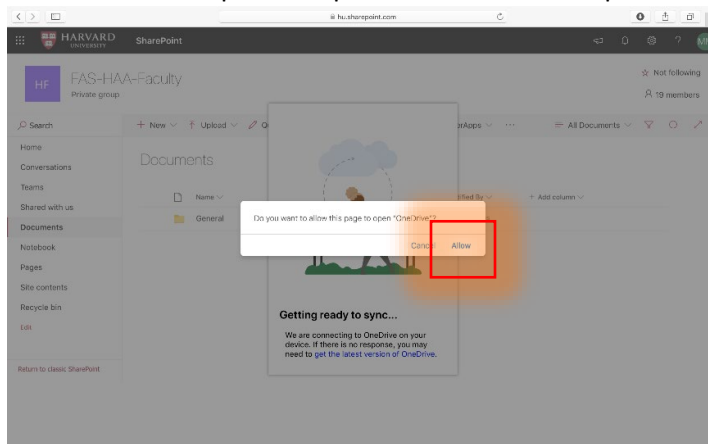 hu.sharepoint.com
HARVARD
UNIVERSITY
SharePoint
?
HF
FAS-HAA-Faculty
Private group
Not following
19 members
Search
+ New
Upload
···
All Documents
Home
Conversations
Teams
Shared with us
Documents
Notebook
Pages
Site contents
Recycle bin
Edit
Return to classic SharePoint
Documents
Name
+ Add column
General
Do you want to allow this page to open "OneDrive"?
Cancel
Allow
Getting ready to sync...
We are connecting to OneDrive on your
device. If there is no response, you may
need to get the latest version of OneDrive.